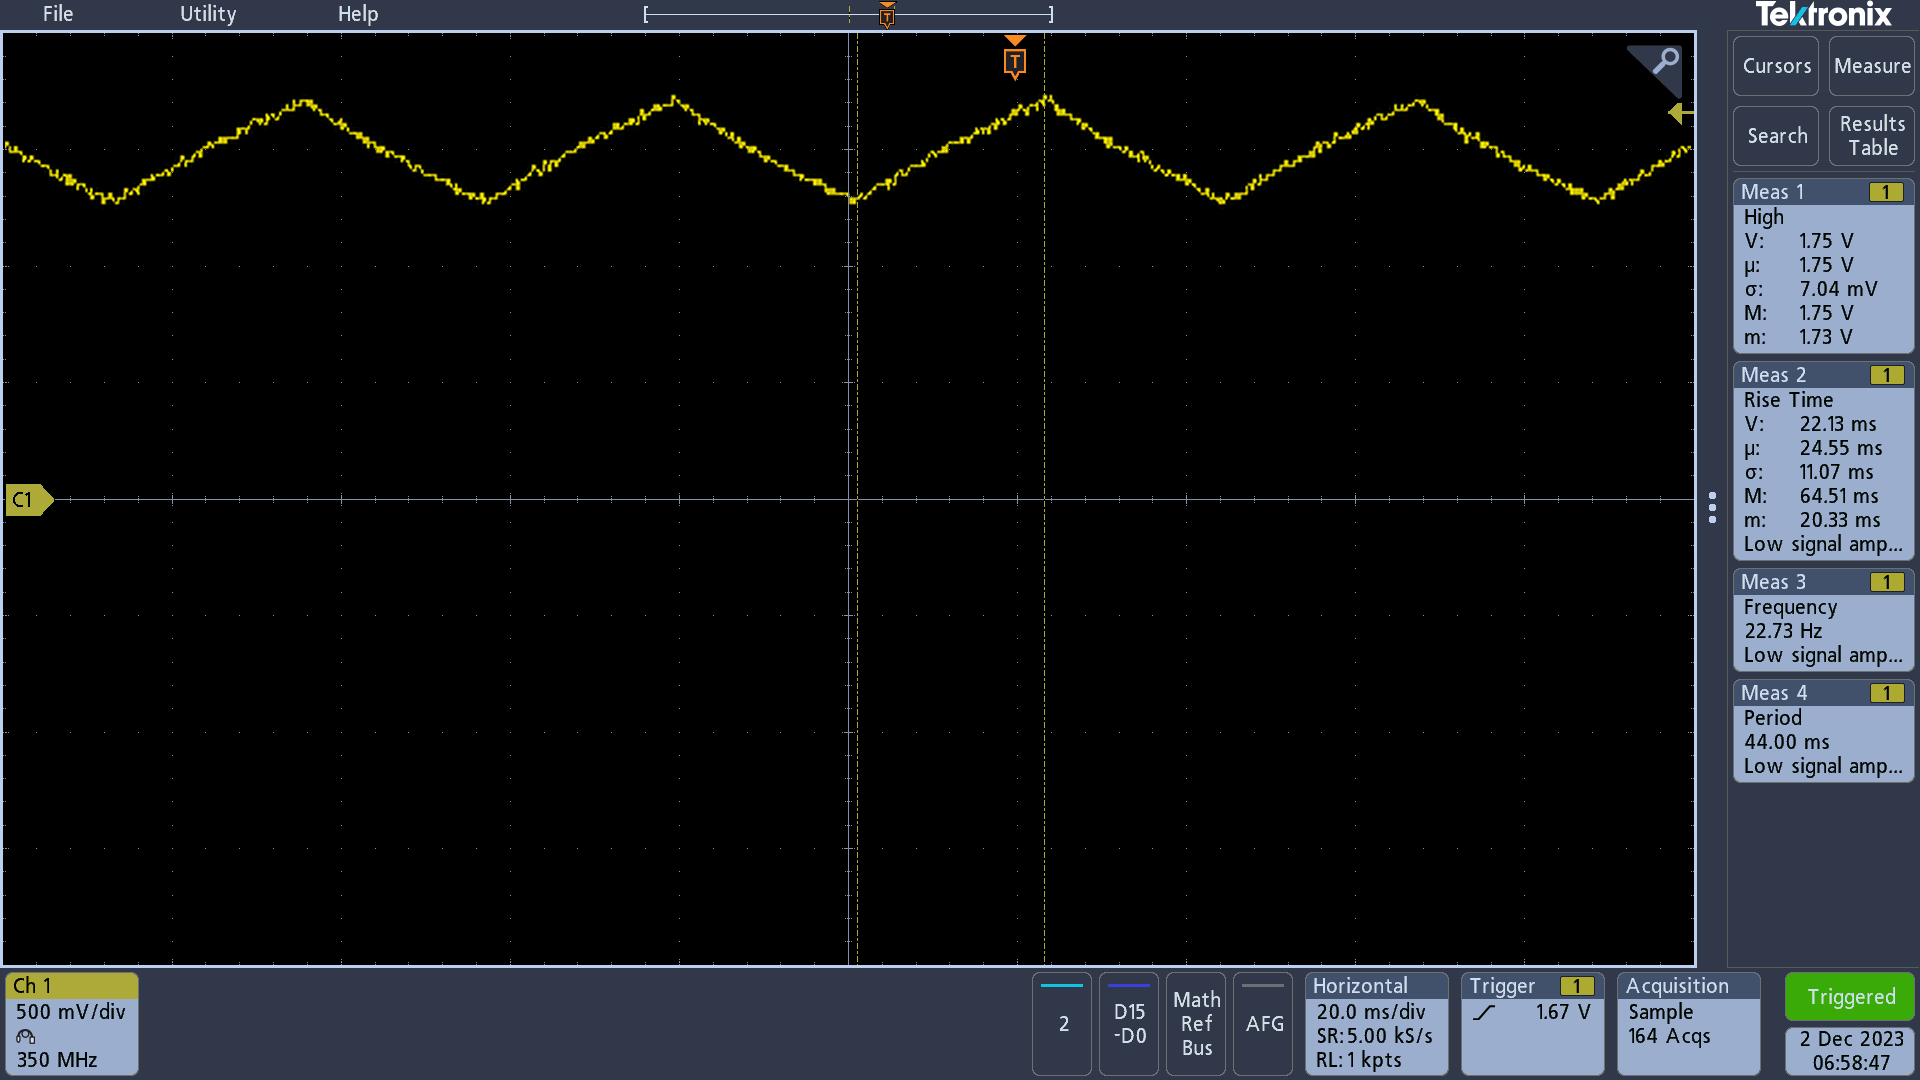 File Utility Help
Tektronix
T
T
Cursors Measure
Search Results Table
Meas 1 1
High
V: 1.75 V
µ: 1.75 V
σ: 7.04 mV
M: 1.75 V
m: 1.73 V
Meas 2 1
Rise Time
V: 22.13 ms
µ: 24.55 ms
σ: 11.07 ms
M: 64.51 ms
m: 20.33 ms
Low signal amp...
Meas 3 1
Frequency
22.73 Hz
Low signal amp...
Meas 4 1
Period
44.00 ms
Low signal amp...
C1
Ch 1
500 mV/div
350 MHz
2
D15
-D0
Math
Ref
Bus
AFG
Horizontal
20.0 ms/div
SR: 5.00 kS/s
RL: 1 kpts
Trigger 1
1.67 V
Acquisition
Sample
164 Acqs
Triggered
2 Dec 2023
06:58:47